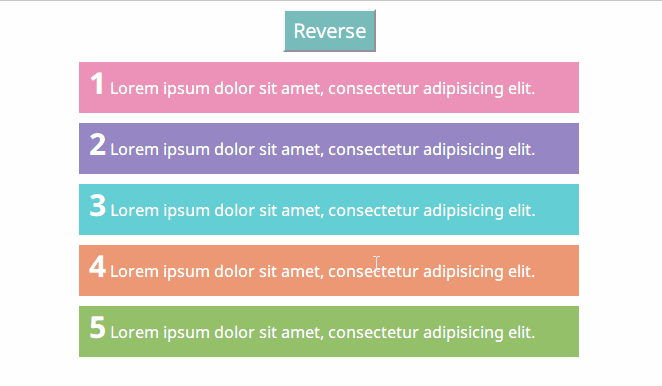 Reverse
1 Lorem ipsum dolor sit amet, consectetur adipisicing elit.
2 Lorem ipsum dolor sit amet, consectetur adipisicing elit.
3 Lorem ipsum dolor sit amet, consectetur adipisicing elit.
4 Lorem ipsum dolor sit amet, consectetur adipisicing elit.
5 Lorem ipsum dolor sit amet, consectetur adipisicing elit.